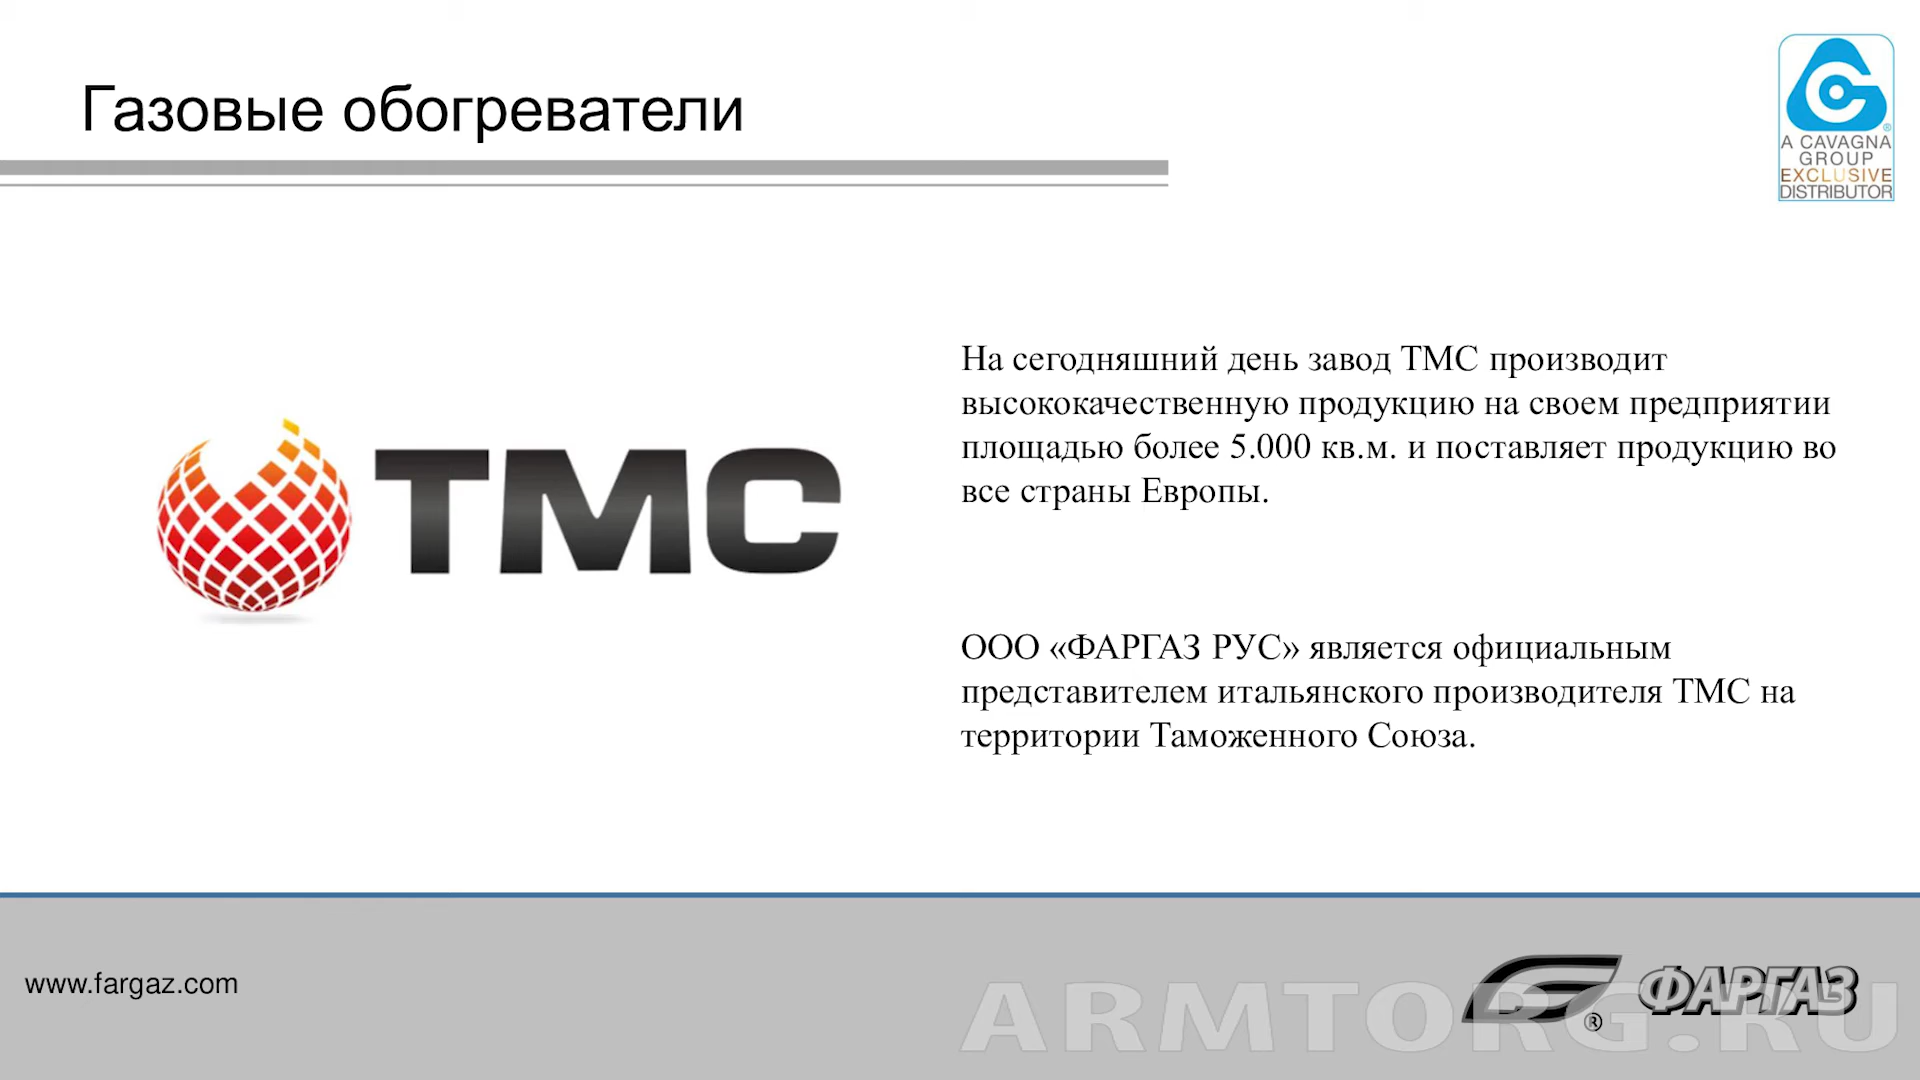 Газовые обогреватели
A CAVAGNA
GROUP
EXCLUSIVE
DISTRIBUTOR
На сегодняшний день завод ТМС производит
высококачественную продукцию на своем предприятии
площадью более 5.000 кв.м. и поставляет продукцию во
все страны Европы.
TMC
ООО «ФАРГАЗ РУС» является официальным
представителем итальянского производителя ТМС на
территории Таможенного Союза.
www.fargaz.com
ФАРГАЗ
®
ARMTORG.RU